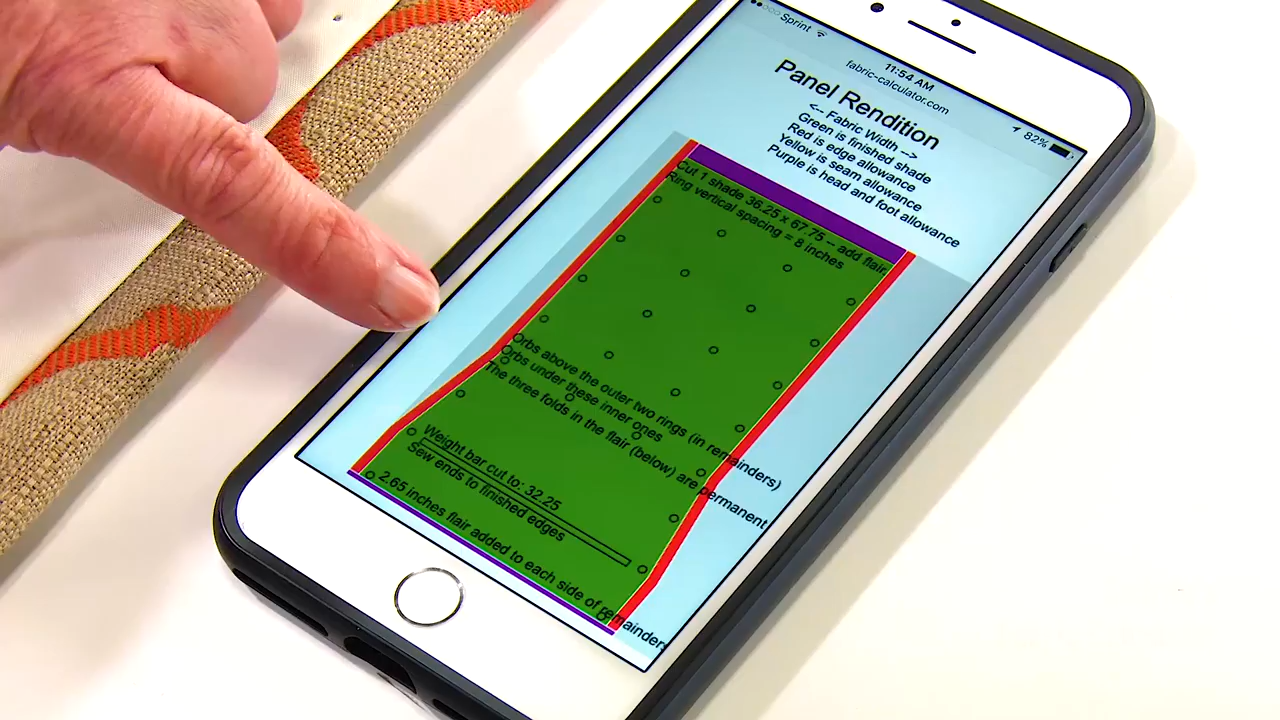 Sprint
11:54 AM
82%
fabric-calculator.com
Panel Rendition
<-- Fabric Width -->
Green is finished shade
Red is edge allowance
Yellow is seam allowance
Purple is head and foot allowance
Cut 1 shade 36.25 x 67.75 -- add flair
Ring vertical spacing = 8 inches
Orbs above the outer two rings (in remainders)
Orbs under these inner ones
The three folds in the flair (below) are permanent
Weight bar cut to: 32.25
Sew ends to finished edges
2.65 inches flair added to each side of remainders